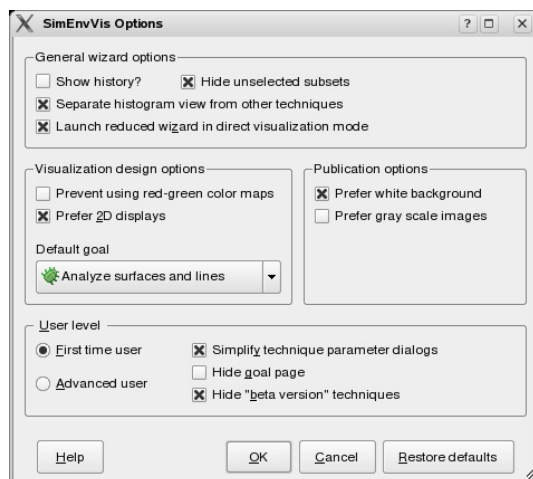 SimEnvVis Options
General wizard options
Show history? Hide unselected subsets
Separate histogram view from other techniques
Launch reduced wizard in direct visualization mode
Visualization design options
Prevent using red-green color maps
Prefer 2D displays
Default goal
Analyze surfaces and lines
Publication options
Prefer white background
Prefer gray scale images
User level
First time user
Advanced user
Simplify technique parameter dialogs
Hide goal page
Hide "beta version" techniques
Help OK Cancel Restore defaults